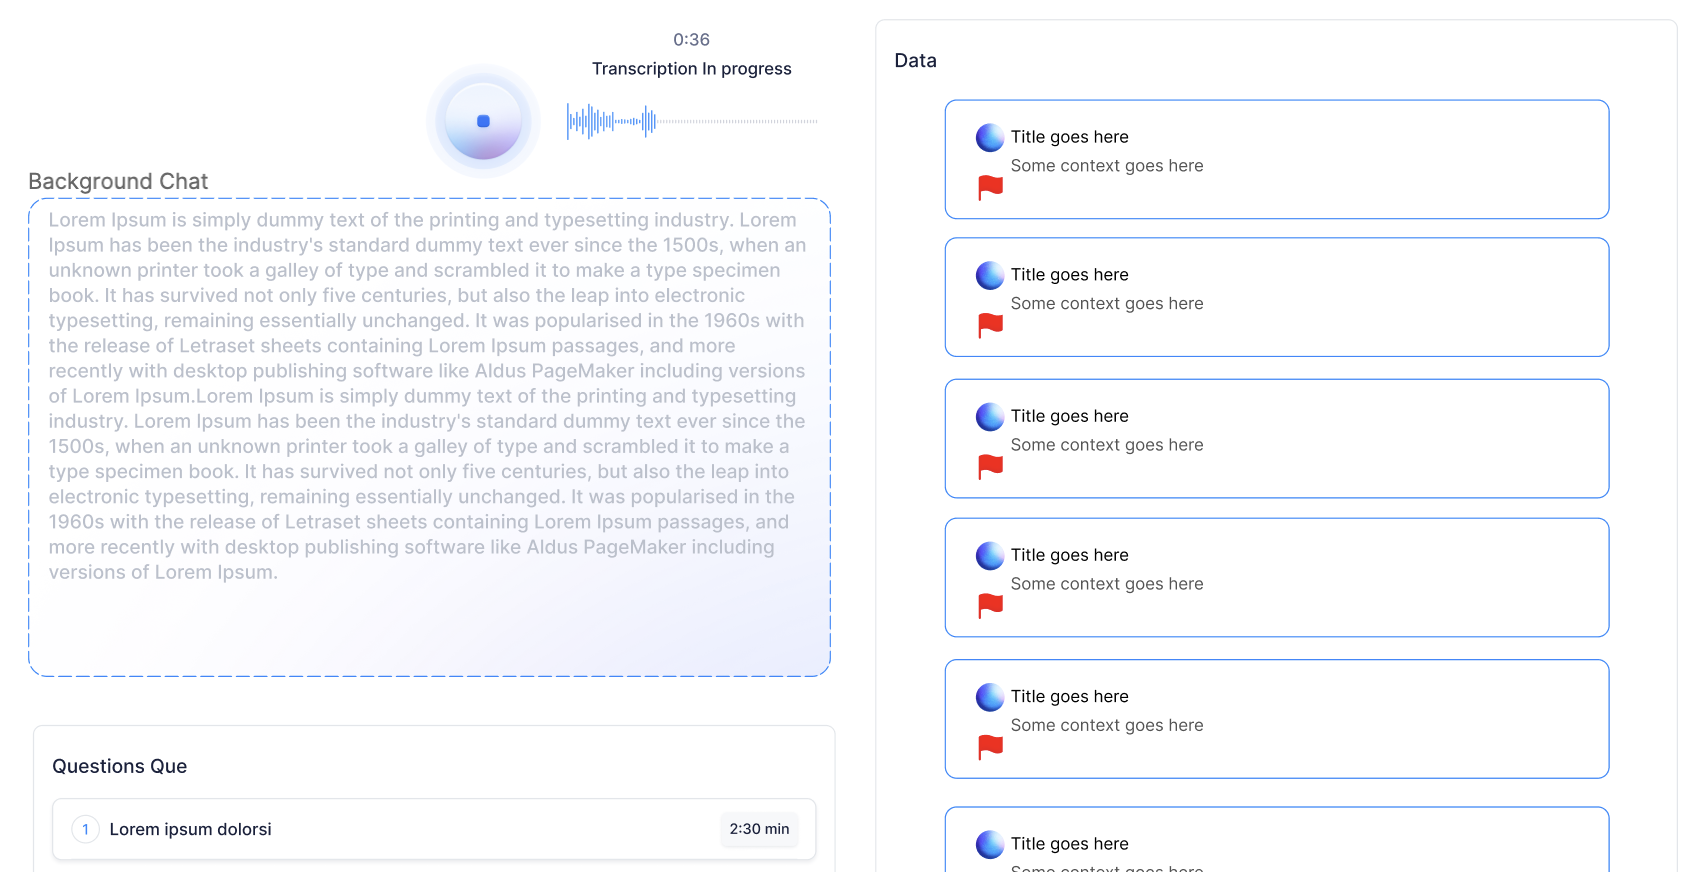 0:36
Transcription In progress
Background Chat
Lorem Ipsum is simply dummy text of the printing and typesetting industry. Lorem
Ipsum has been the industry's standard dummy text ever since the 1500s, when an
unknown printer took a galley of type and scrambled it to make a type specimen
book. It has survived not only five centuries, but also the leap into electronic
typesetting, remaining essentially unchanged. It was popularised in the 1960s with
the release of Letraset sheets containing Lorem Ipsum passages, and more
recently with desktop publishing software like Aldus PageMaker including versions
of Lorem Ipsum.Lorem Ipsum is simply dummy text of the printing and typesetting
industry. Lorem Ipsum has been the industry's standard dummy text ever since the
1500s, when an unknown printer took a galley of type and scrambled it to make a
type specimen book. It has survived not only five centuries, but also the leap into
electronic typesetting, remaining essentially unchanged. It was popularised in the
1960s with the release of Letraset sheets containing Lorem Ipsum passages, and
more recently with desktop publishing software like Aldus PageMaker including
versions of Lorem Ipsum.
Questions Que
1 Lorem ipsum dolorsi 2:30 min
Data
Title goes here
Some context goes here
Title goes here
Some context goes here
Title goes here
Some context goes here
Title goes here
Some context goes here
Title goes here
Some context goes here
Title goes here
Some context goes here